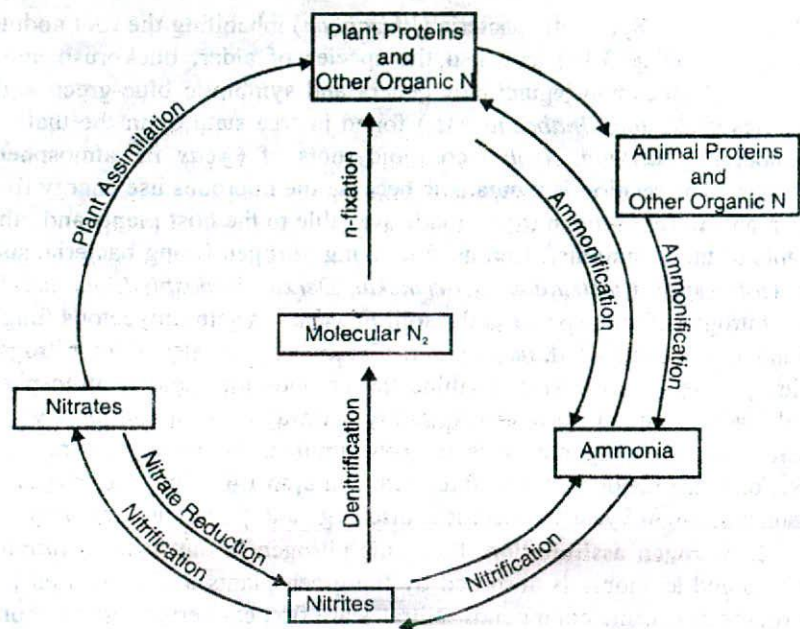 Plant Proteins
and
Other Organic N
Animal Proteins
and
Other Organic N
Plant Assimilation
n-fixation
Ammonification
Ammonification
Molecular N₂
Nitrates
Ammonia
Nitrate Reduction
Nitrification
Denitrification
Nitrification
Nitrites